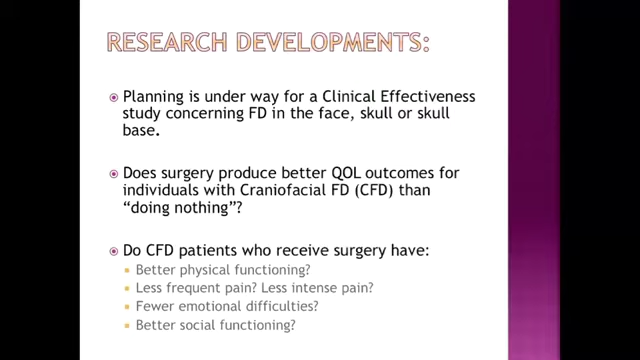 RESEARCH DEVELOPMENTS:
Planning is under way for a Clinical Effectiveness
study concerning FD in the face, skull or skull
base.
Does surgery produce better QOL outcomes for
individuals with Craniofacial FD (CFD) than
“doing nothing”?
Do CFD patients who receive surgery have:
Better physical functioning?
Less frequent pain? Less intense pain?
Fewer emotional difficulties?
Better social functioning?